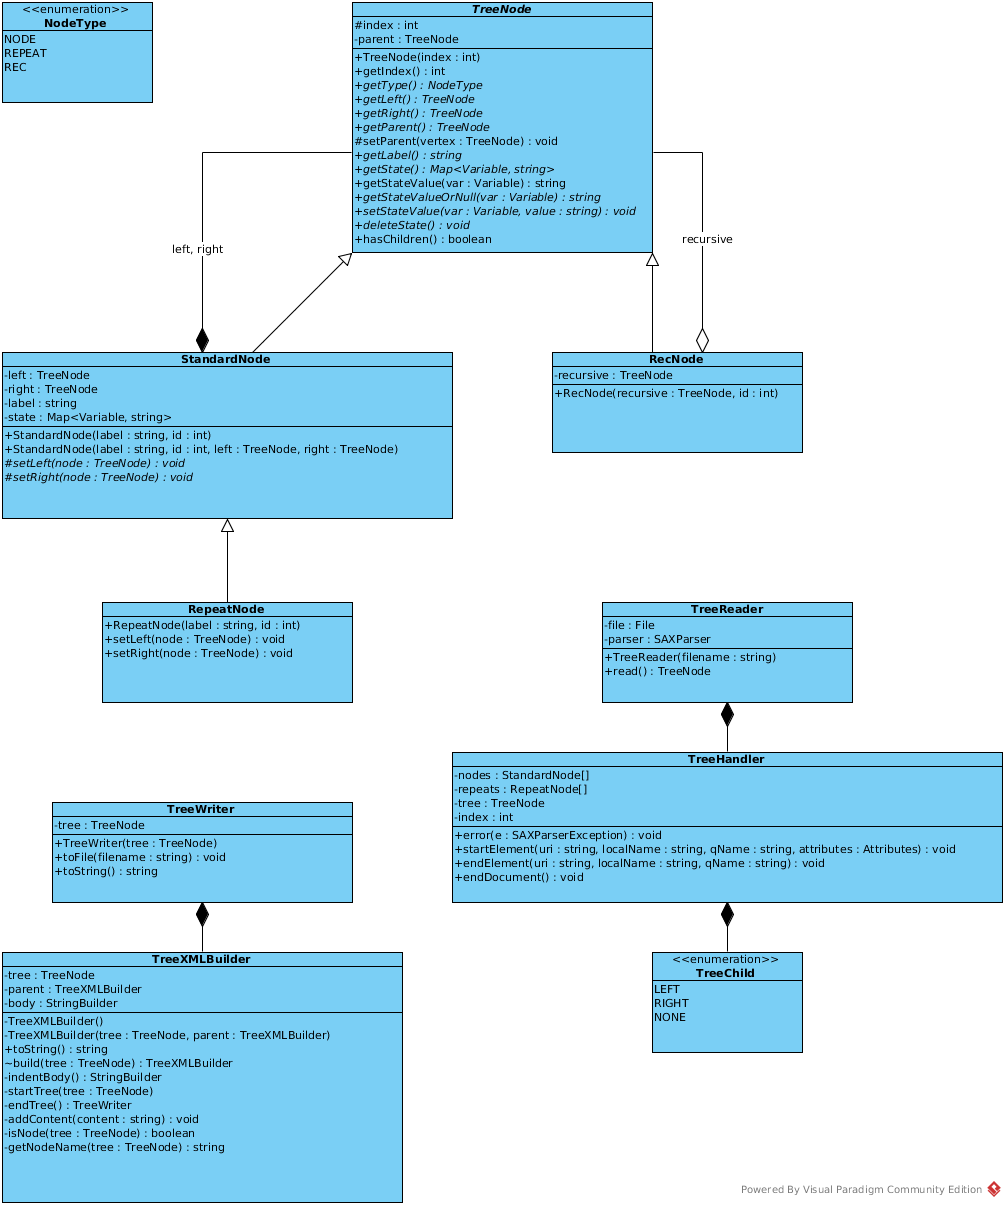 <<enumeration>>
NodeType
NODE
REPEAT
REC
TreeNode
#index : int
-parent : TreeNode
+TreeNode(index : int)
+getIndex() : int
+getType() : NodeType
+getLeft() : TreeNode
+getRight() : TreeNode
+getParent() : TreeNode
#setParent(vertex : TreeNode) : void
+getLabel() : string
+getState() : Map<Variable, string>
+getStateValue(var : Variable) : string
+getStateValueOrNull(var : Variable) : string
+setStateValue(var : Variable, value : string) : void
+deleteState() : void
+hasChildren() : boolean
left, right
recursive
StandardNode
-left : TreeNode
-right : TreeNode
-label : string
-state : Map<Variable, string>
+StandardNode(label : string, id : int)
+StandardNode(label : string, id : int, left : TreeNode, right : TreeNode)
#setLeft(node : TreeNode) : void
#setRight(node : TreeNode) : void
RecNode
-recursive : TreeNode
+RecNode(recursive : TreeNode, id : int)
RepeatNode
+RepeatNode(label : string, id : int)
+setLeft(node : TreeNode) : void
+setRight(node : TreeNode) : void
TreeReader
-file : File
-parser : SAXParser
+TreeReader(filename : string)
+read() : TreeNode
TreeHandler
-nodes : StandardNode[]
-repeats : RepeatNode[]
-tree : TreeNode
-index : int
+error(e : SAXParserException) : void
+startElement(uri : string, localName : string, qName : string, attributes : Attributes) : void
+endElement(uri : string, localName : string, qName : string) : void
+endDocument() : void
TreeWriter
-tree : TreeNode
+TreeWriter(tree : TreeNode)
+toFile(filename : string) : void
+toString() : string
TreeXMLBuilder
-tree : TreeNode
-parent : TreeXMLBuilder
-body : StringBuilder
-TreeXMLBuilder()
-TreeXMLBuilder(tree : TreeNode, parent : TreeXMLBuilder)
+toString() : string
~build(tree : TreeNode) : TreeXMLBuilder
-indentBody() : StringBuilder
-startTree(tree : TreeNode)
-endTree() : TreeWriter
-addContent(content : string) : void
-isNode(tree : TreeNode) : boolean
-getNodeName(tree : TreeNode) : string
<<enumeration>>
TreeChild
LEFT
RIGHT
NONE
Powered By Visual Paradigm Community Edition